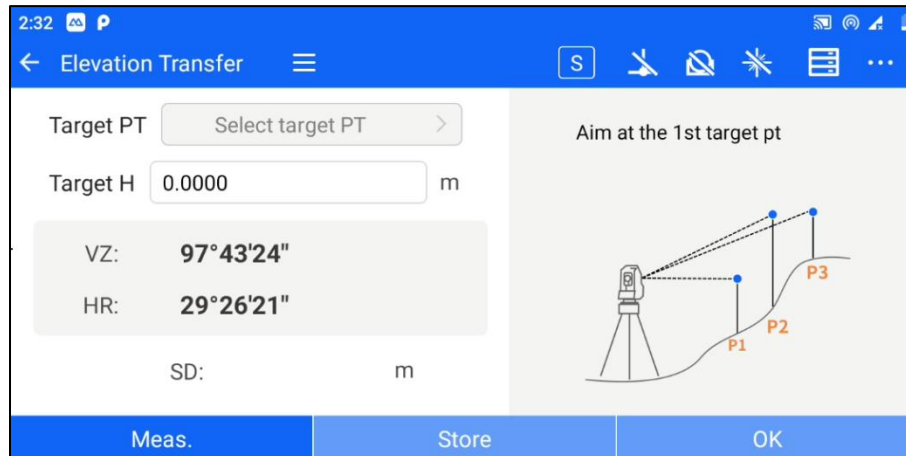 2:32
Elevation Transfer
S
Target PT Select target PT
Target H 0.0000 m
VZ: 97°43'24"
HR: 29°26'21"
SD: m
Aim at the 1st target pt
P3
P2
P1
Meas. Store OK